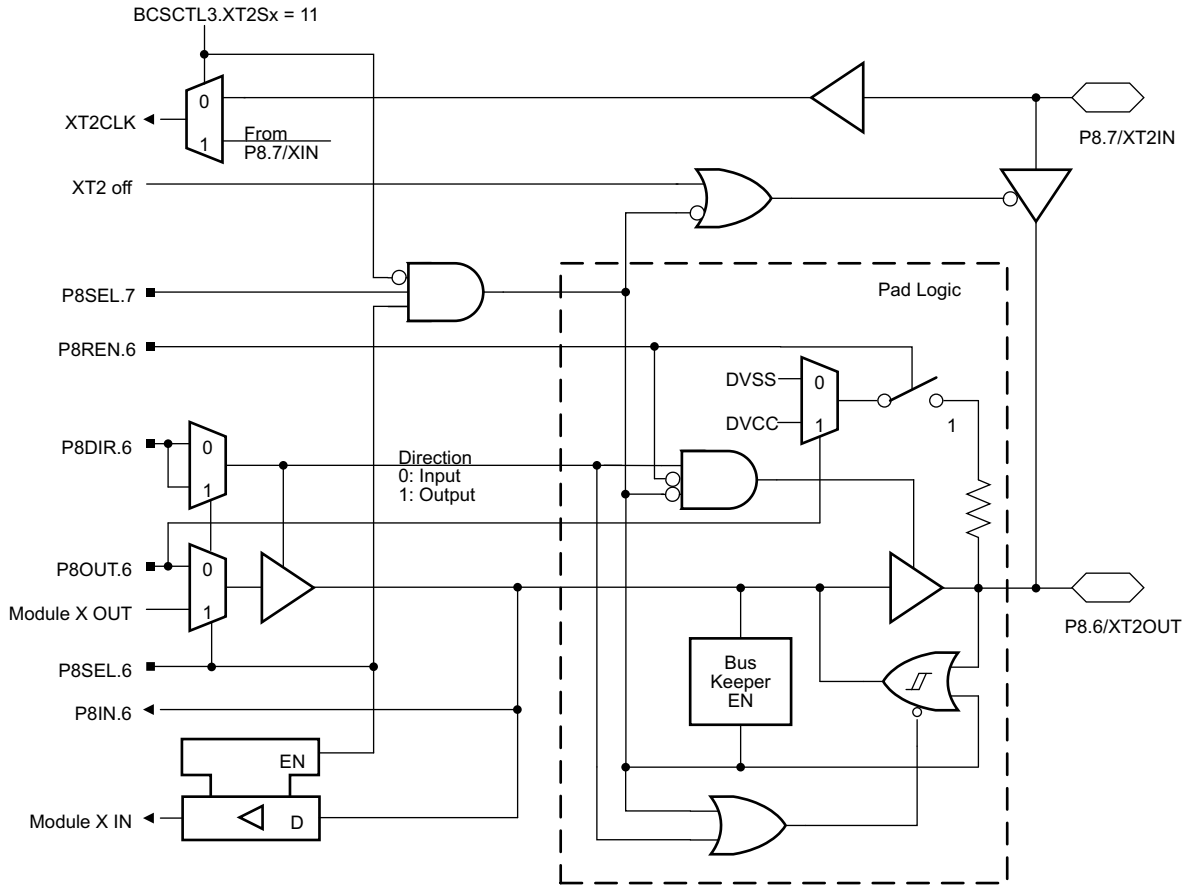 BCSCTL3.XT2Sx = 11
0
XT2CLK
1
From
P8.7/XIN
P8.7/XT2IN
XT2 off
P8SEL.7
Pad Logic
P8REN.6
DVSS
0
DVCC
1
1
P8DIR.6
0
1
Direction
0: Input
1: Output
P8OUT.6
0
Module X OUT
1
P8.6/XT2OUT
P8SEL.6
Bus
Keeper
EN
P8IN.6
EN
Module X IN
D